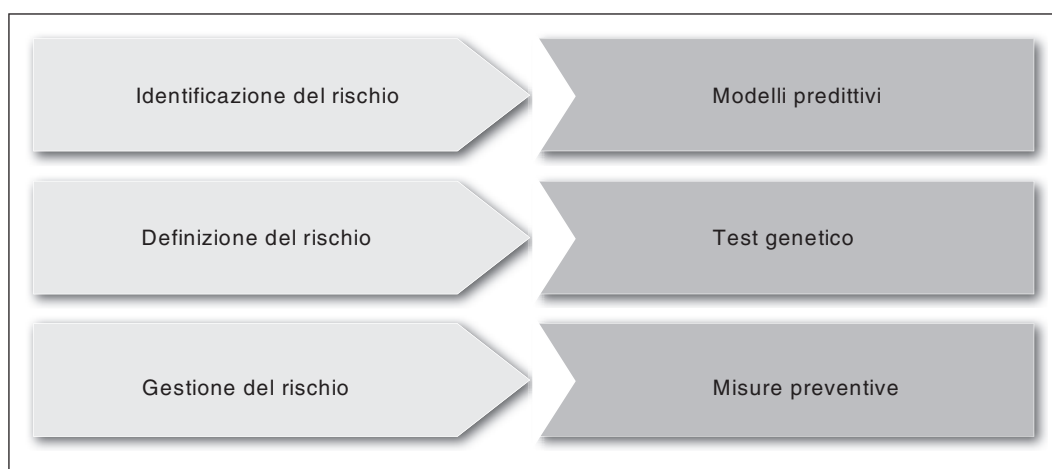 Identificazione del rischio
Modelli predittivi
Definizione del rischio
Test genetico
Gestione del rischio
Misure preventive